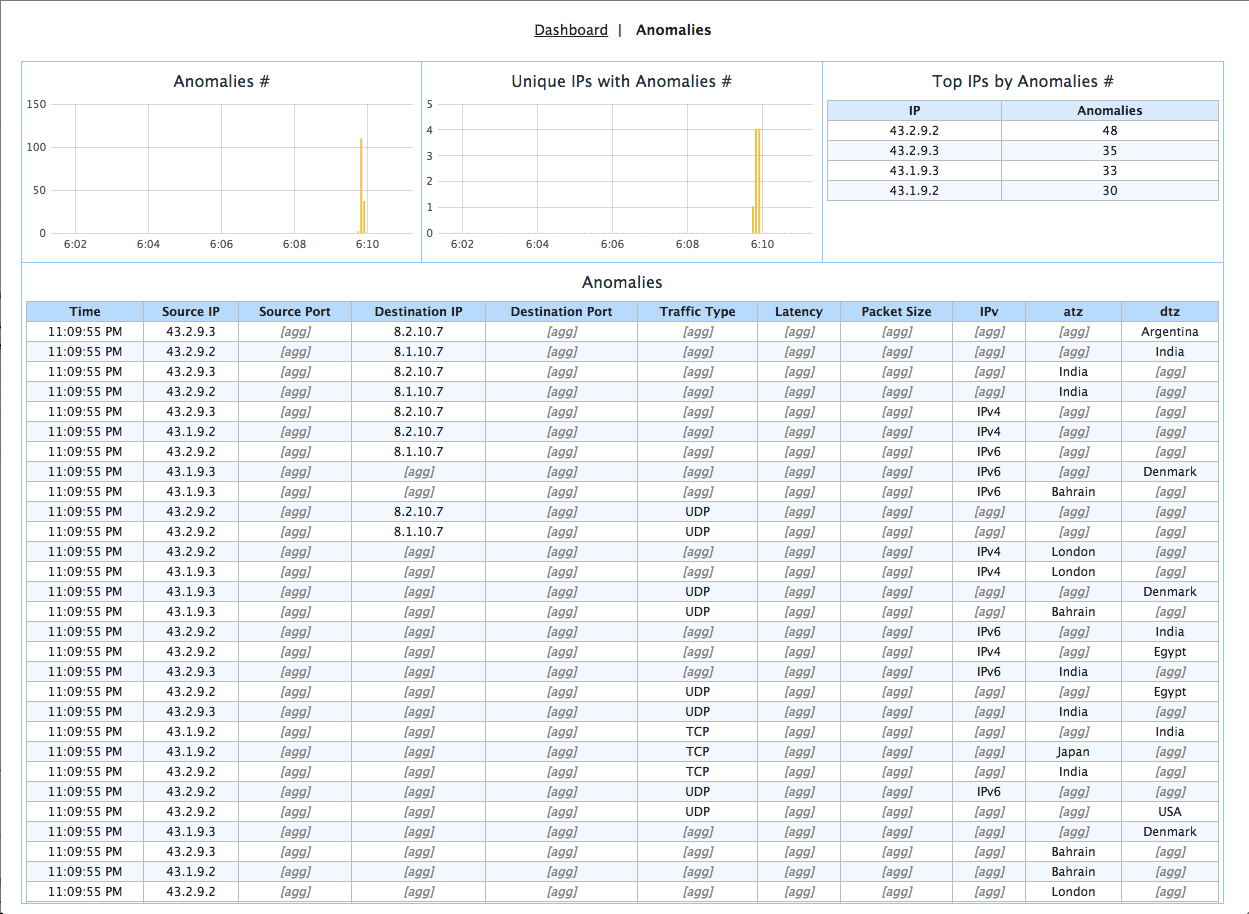 Dashboard | Anomalies
Anomalies #
150
100
50
0
6:02 6:04 6:06 6:08 6:10
Unique IPs with Anomalies #
5
4
3
2
1
0
6:02 6:04 6:06 6:08 6:10
Top IPs by Anomalies #
IP Anomalies
43.2.9.2 48
43.2.9.3 35
43.1.9.3 33
43.1.9.2 30
Anomalies
Time Source IP Source Port Destination IP Destination Port Traffic Type Latency Packet Size IPv atz dtz
11:09:55 PM 43.2.9.3 [agg] 8.2.10.7 [agg] [agg] [agg] [agg] [agg] [agg] Argentina
11:09:55 PM 43.2.9.2 [agg] 8.1.10.7 [agg] [agg] [agg] [agg] [agg] [agg] India
11:09:55 PM 43.2.9.3 [agg] 8.2.10.7 [agg] [agg] [agg] [agg] [agg] India [agg]
11:09:55 PM 43.2.9.2 [agg] 8.1.10.7 [agg] [agg] [agg] [agg] [agg] India [agg]
11:09:55 PM 43.2.9.3 [agg] 8.2.10.7 [agg] [agg] [agg] [agg] IPv4 [agg] [agg]
11:09:55 PM 43.1.9.2 [agg] 8.2.10.7 [agg] [agg] [agg] [agg] IPv4 [agg] [agg]
11:09:55 PM 43.2.9.2 [agg] 8.1.10.7 [agg] [agg] [agg] [agg] IPv6 [agg] [agg]
11:09:55 PM 43.1.9.3 [agg] [agg] [agg] [agg] [agg] [agg] IPv6 [agg] Denmark
11:09:55 PM 43.1.9.3 [agg] [agg] [agg] [agg] [agg] [agg] IPv6 Bahrain [agg]
11:09:55 PM 43.2.9.2 [agg] 8.2.10.7 [agg] UDP [agg] [agg] [agg] [agg] [agg]
11:09:55 PM 43.2.9.2 [agg] 8.1.10.7 [agg] UDP [agg] [agg] [agg] [agg] [agg]
11:09:55 PM 43.2.9.2 [agg] [agg] [agg] [agg] [agg] [agg] IPv4 London [agg]
11:09:55 PM 43.1.9.3 [agg] [agg] [agg] [agg] [agg] [agg] IPv4 London [agg]
11:09:55 PM 43.1.9.3 [agg] [agg] [agg] UDP [agg] [agg] [agg] [agg] Denmark
11:09:55 PM 43.1.9.3 [agg] [agg] [agg] UDP [agg] [agg] [agg] Bahrain [agg]
11:09:55 PM 43.2.9.2 [agg] [agg] [agg] [agg] [agg] [agg] IPv6 [agg] India
11:09:55 PM 43.2.9.2 [agg] [agg] [agg] [agg] [agg] [agg] IPv4 [agg] Egypt
11:09:55 PM 43.2.9.3 [agg] [agg] [agg] [agg] [agg] [agg] IPv6 India [agg]
11:09:55 PM 43.2.9.2 [agg] [agg] [agg] UDP [agg] [agg] [agg] [agg] Egypt
11:09:55 PM 43.2.9.3 [agg] [agg] [agg] UDP [agg] [agg] [agg] India [agg]
11:09:55 PM 43.1.9.2 [agg] [agg] [agg] TCP [agg] [agg] [agg] [agg] India
11:09:55 PM 43.1.9.2 [agg] [agg] [agg] TCP [agg] [agg] [agg] Japan [agg]
11:09:55 PM 43.2.9.2 [agg] [agg] [agg] TCP [agg] [agg] [agg] India [agg]
11:09:55 PM 43.2.9.2 [agg] [agg] [agg] UDP [agg] [agg] IPv6 [agg] [agg]
11:09:55 PM 43.2.9.2 [agg] [agg] [agg] UDP [agg] [agg] [agg] [agg] USA
11:09:55 PM 43.1.9.3 [agg] [agg] [agg] [agg] [agg] [agg] [agg] [agg] Denmark
11:09:55 PM 43.2.9.3 [agg] [agg] [agg] [agg] [agg] [agg] [agg] Bahrain [agg]
11:09:55 PM 43.1.9.2 [agg] [agg] [agg] [agg] [agg] [agg] [agg] Bahrain [agg]
11:09:55 PM 43.2.9.2 [agg] [agg] [agg] [agg] [agg] [agg] [agg] London [agg]